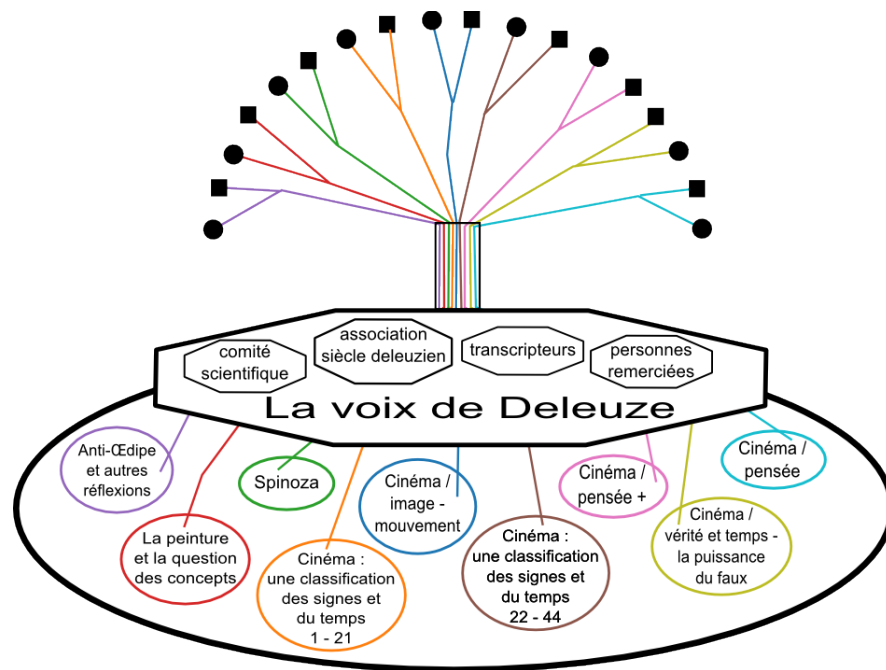 comité
scientifique
association
siècle deleuzien
transcripteurs
personnes
remerciées
La voix de Deleuze
Anti-Œdipe
et autres
réflexions
La peinture
et la question
des concepts
Spinoza
Cinéma :
une classification
des signes et
du temps
1 - 21
Cinéma /
image -
mouvement
Cinéma :
une classification
des signes et
du temps
22 - 44
Cinéma /
pensée +
Cinéma /
vérité et temps -
la puissance
du faux
Cinéma /
pensée